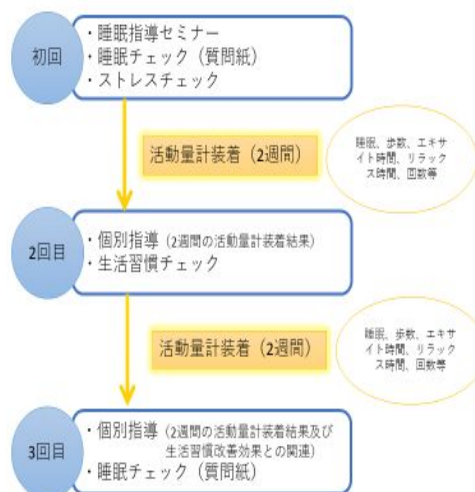 初回
・睡眠指導セミナー
・睡眠チェック（質問紙）
・ストレスチェック
活動量計装着（2週間）
睡眠、歩数、エキサ
イト時間、リラック
ス時間、回数等
2回目
・個別指導（2週間の活動量計装着結果）
・生活習慣チェック
活動量計装着（2週間）
睡眠、歩数、エキサ
イト時間、リラック
ス時間、回数等
3回目
・個別指導（2週間の活動量計装着結果及び
生活習慣改善効果との関連）
・睡眠チェック（質問紙）